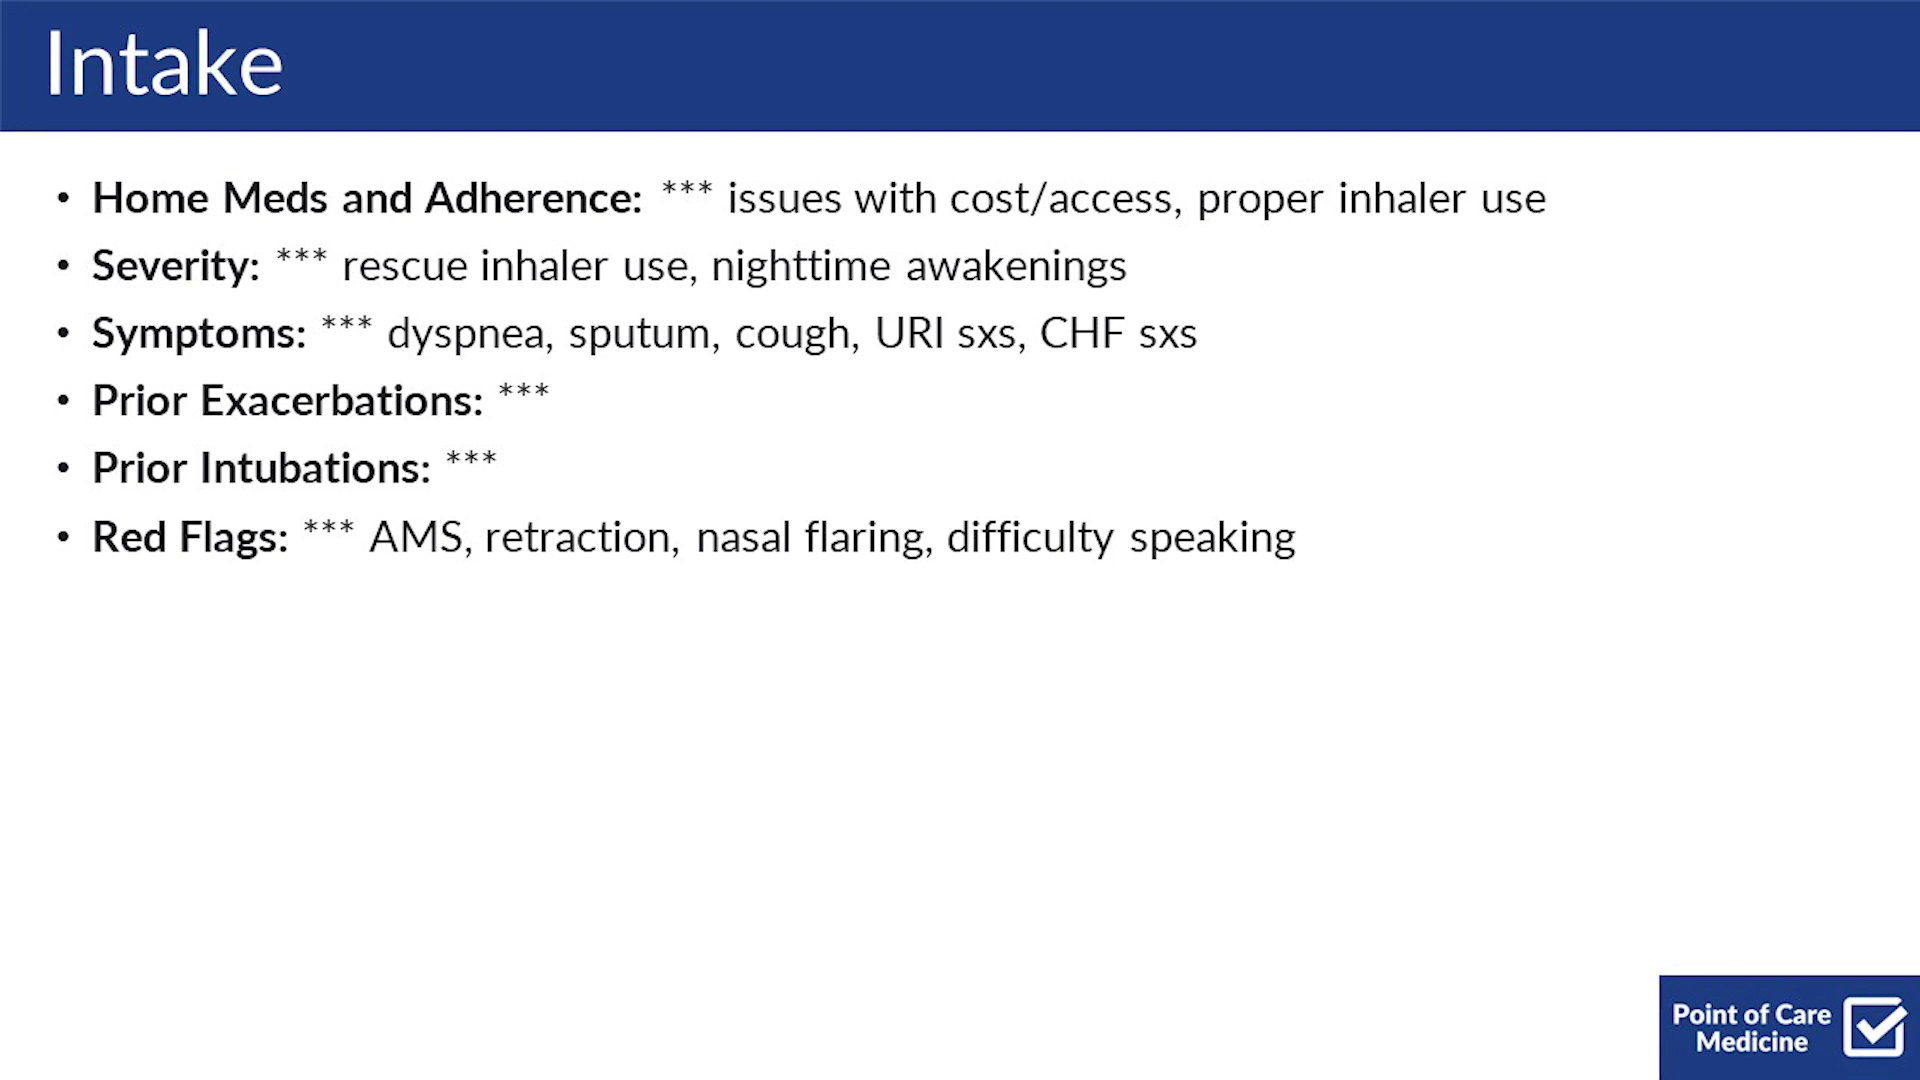 Intake
• Home Meds and Adherence: *** issues with cost/access, proper inhaler use
• Severity: *** rescue inhaler use, nighttime awakenings
• Symptoms: *** dyspnea, sputum, cough, URI sxs, CHF sxs
• Prior Exacerbations: ***
• Prior Intubations: ***
• Red Flags: *** AMS, retraction, nasal flaring, difficulty speaking
Point of Care
Medicine